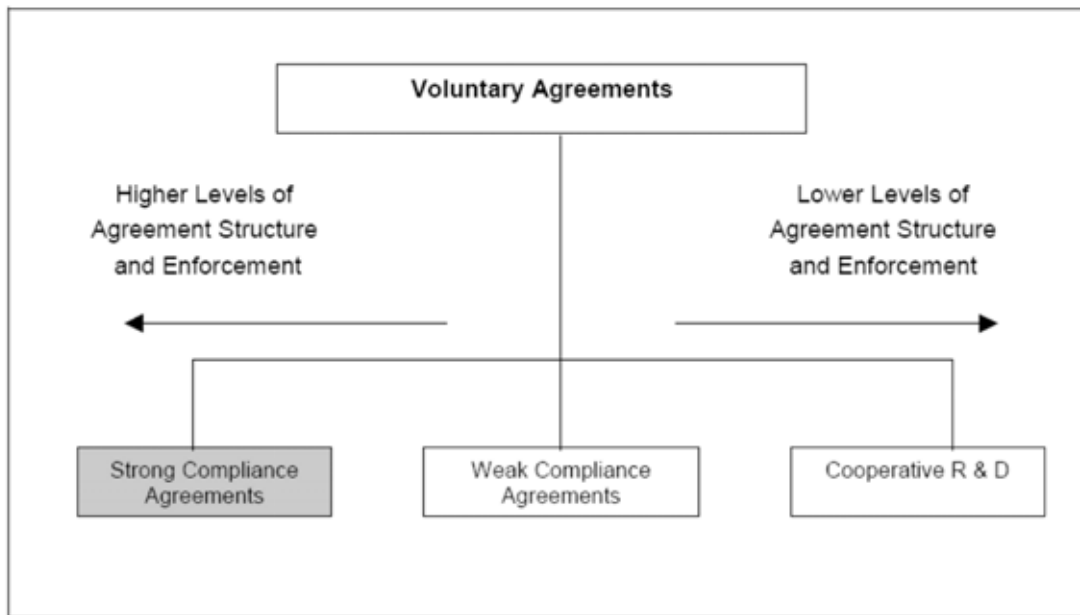 Voluntary Agreements
Higher Levels of
Agreement Structure
and Enforcement
Lower Levels of
Agreement Structure
and Enforcement
Strong Compliance
Agreements
Weak Compliance
Agreements
Cooperative R & D